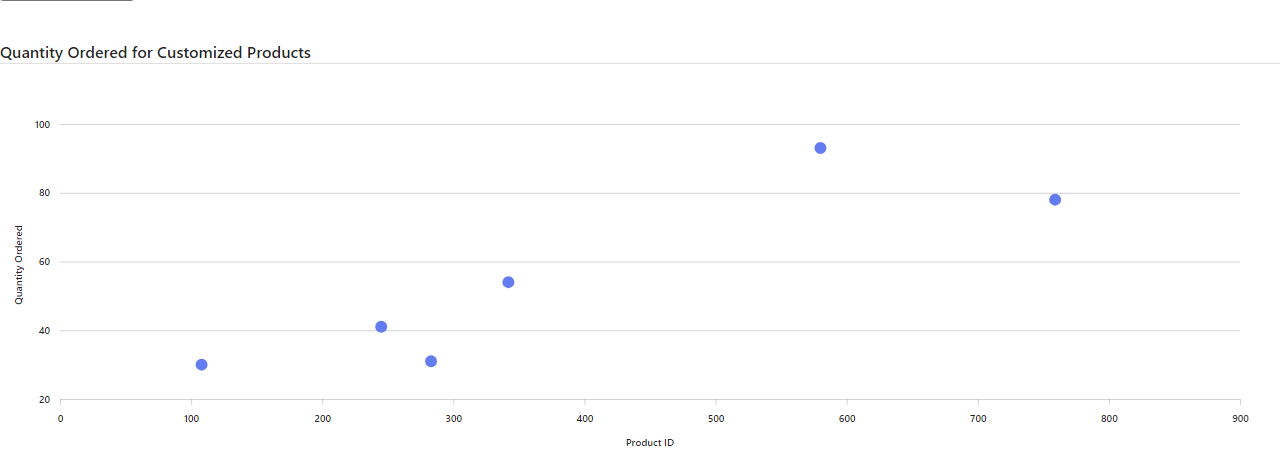 Quantity Ordered for Customized Products
100
80
60
40
20
Quantity Ordered
0 100 200 300 400 500 600 700 800 900
Product ID